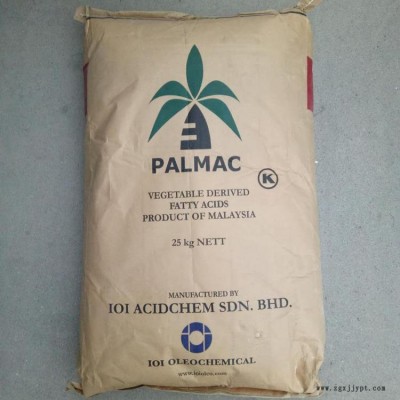 PALMAC
K
VEGETABLE DERIVED
FATTY ACIDS
PRODUCT OF MALAYSIA
25 kg NETT
MANUFACTURED BY
IOI ACIDCHEM SDN. BHD.
IOI OLEOCHEMICAL
www.zgzjjypt.com